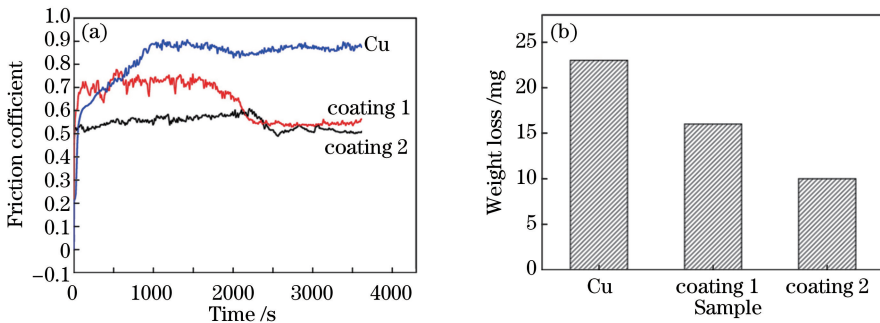 (a)
Friction coefficient
1.0
0.9
0.8
0.7
0.6
0.5
0.4
0.3
0.2
0.1
0
−0.1
Cu
coating 1
coating 2
0 1000 2000 3000 4000
Time /s
(b)
Weight loss /mg
25
20
15
10
5
0
Cu coating 1 coating 2
Sample